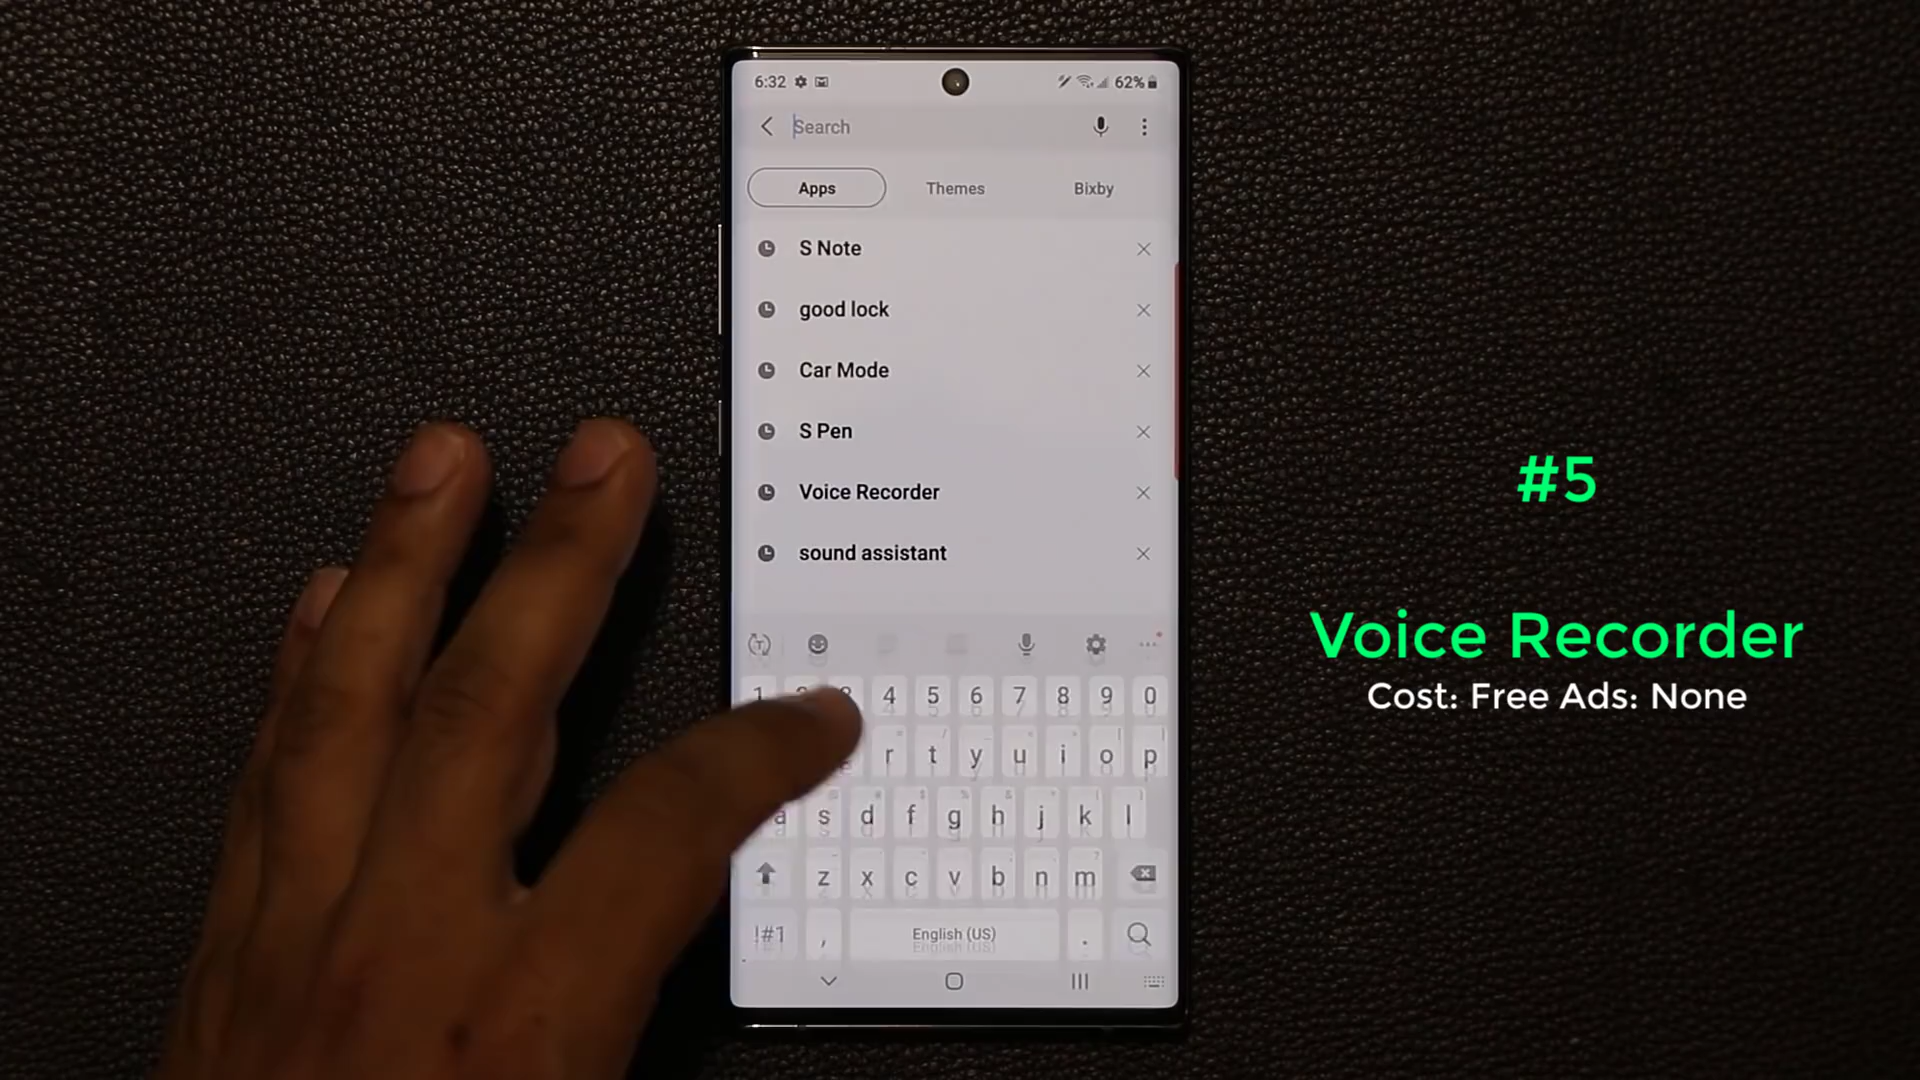 6:32
62%
Search
Apps
Themes
Bixby
S Note
good lock
Car Mode
S Pen
Voice Recorder
sound assistant
1 4 5 6 7 8 9 0
r t y u i o p
a s d f g h j k l
z x c v b n m
!#1 , English (US) .
#5
Voice Recorder
Cost: Free Ads: None